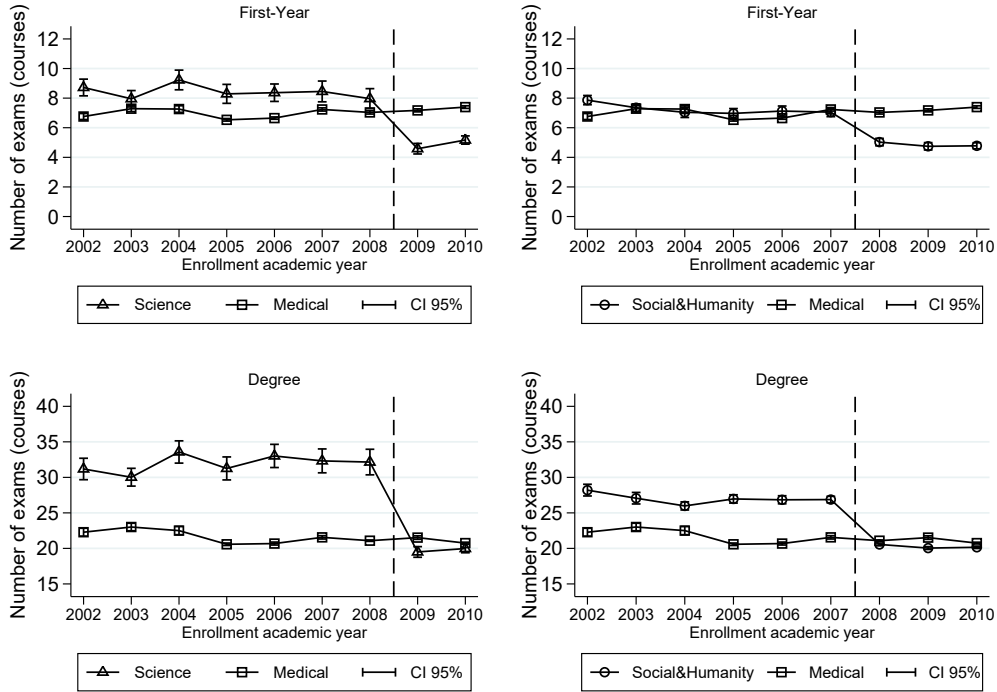 First-Year
Number of exams (courses)
12
10
8
6
4
2
0
2002 2003 2004 2005 2006 2007 2008 2009 2010
Enrollment academic year
Science Medical CI 95%
First-Year
Number of exams (courses)
12
10
8
6
4
2
0
2002 2003 2004 2005 2006 2007 2008 2009 2010
Enrollment academic year
Social&Humanity Medical CI 95%
Degree
Number of exams (courses)
40
35
30
25
20
15
2002 2003 2004 2005 2006 2007 2008 2009 2010
Enrollment academic year
Science Medical CI 95%
Degree
Number of exams (courses)
40
35
30
25
20
15
2002 2003 2004 2005 2006 2007 2008 2009 2010
Enrollment academic year
Social&Humanity Medical CI 95%